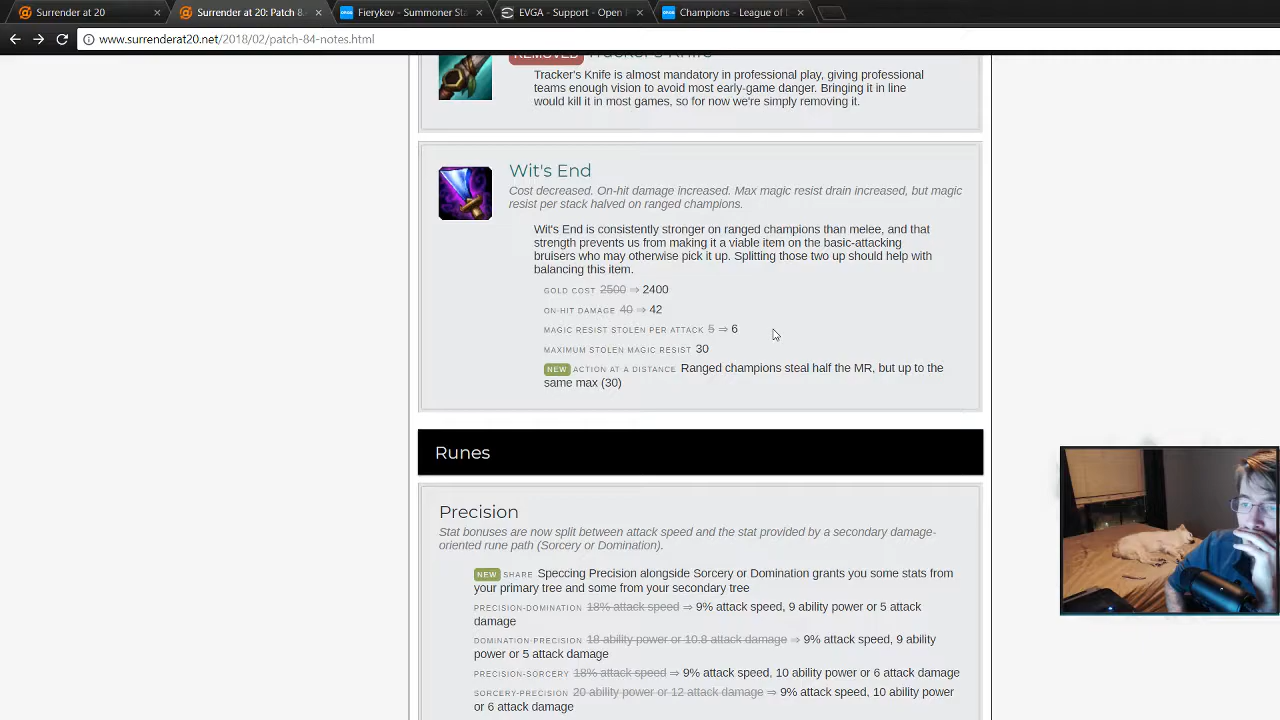 Surrender at 20
Surrender at 20: Patch 8.
Fierykev - Summoner Sta
EVGA - Support - Open
Champions - League of L
www.surrenderat20.net/2018/02/patch-84-notes.html
REMOVED Tracker's Knife
Tracker's Knife is almost mandatory in professional play, giving professional
teams enough vision to avoid most early-game danger. Bringing it in line
would kill it in most games, so for now we're simply removing it.
Wit's End
Cost decreased. On-hit damage increased. Max magic resist drain increased, but magic
resist per stack halved on ranged champions.
Wit's End is consistently stronger on ranged champions than melee, and that
strength prevents us from making it a viable item on the basic-attacking
bruisers who may otherwise pick it up. Splitting those two up should help with
balancing this item.
GOLD COST 2500 ⇒ 2400
ON-HIT DAMAGE 40 ⇒ 42
MAGIC RESIST STOLEN PER ATTACK 5 ⇒ 6
MAXIMUM STOLEN MAGIC RESIST 30
NEW ACTION AT A DISTANCE Ranged champions steal half the MR, but up to the
same max (30)
Runes
Precision
Stat bonuses are now split between attack speed and the stat provided by a secondary damage-
oriented rune path (Sorcery or Domination).
NEW SHARE Speccing Precision alongside Sorcery or Domination grants you some stats from
your primary tree and some from your secondary tree
PRECISION-DOMINATION 18% attack speed ⇒ 9% attack speed, 9 ability power or 5 attack
damage
DOMINATION-PRECISION 18 ability power or 10.8 attack damage ⇒ 9% attack speed, 9 ability
power or 5 attack damage
PRECISION-SORCERY 18% attack speed ⇒ 9% attack speed, 10 ability power or 6 attack damage
SORCERY-PRECISION 20 ability power or 12 attack damage ⇒ 9% attack speed, 10 ability power
or 6 attack damage